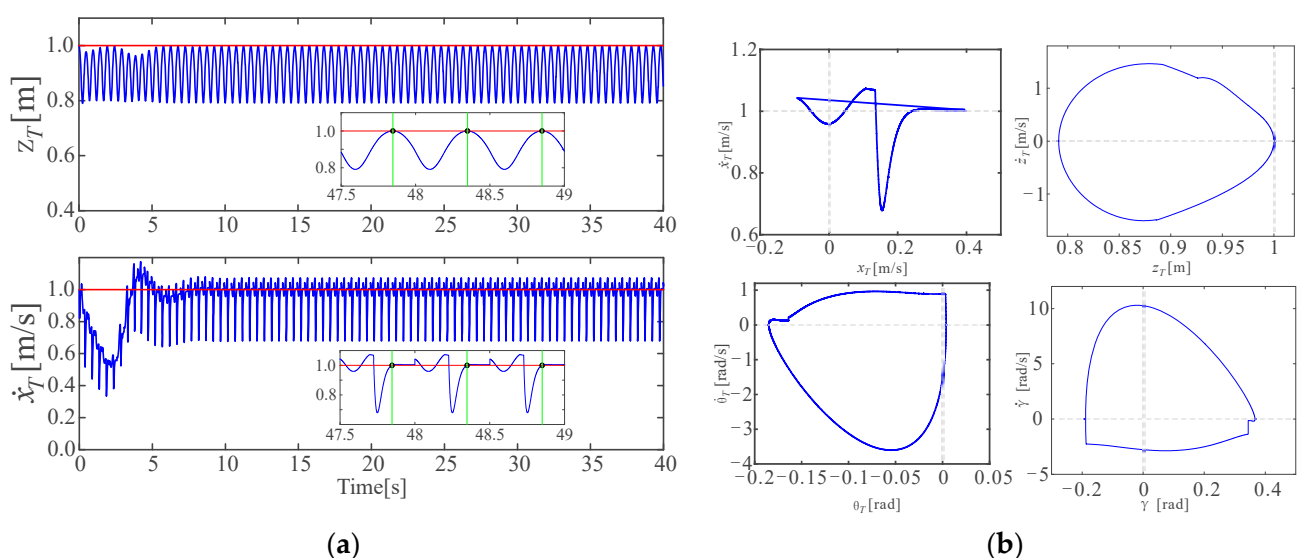 1.0
0.8
0.6
0.4
Z_T [m]
1.0
0.8
47.5 48 48.5 49
0 5 10 15 20 25 30 35 40
1.0
0.8
0.6
0.4
0.2
0.0
ẋ_T [m/s]
1.0
0.8
47.5 48 48.5 49
0 5 10 15 20 25 30 35 40
Time[s]
(a)
1.2
1
0.8
0.6
ẋ_T [m/s]
−0.2 0 0.2 0.4
x_T [m/s]
1
0
−1
ż_T [m/s]
0.8 0.85 0.9 0.95 1
z_T [m]
1
0
−1
−2
−3
−4
θ̇_T [rad/s]
−0.2 −0.15 −0.1 −0.05 0 0.05
θ_T [rad]
10
5
0
−5
γ̇ [rad/s]
−0.2 0 0.2 0.4
γ [rad]
(b)